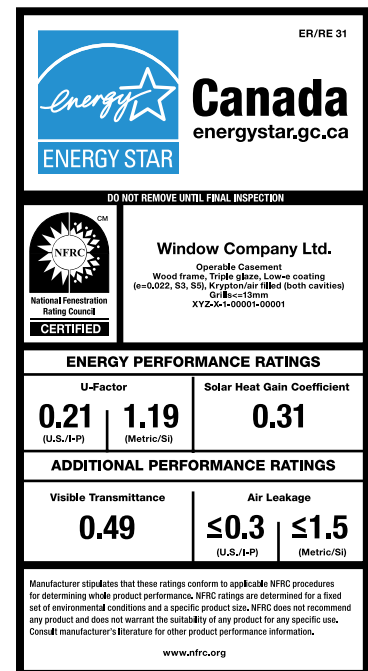 ER/RE 31
energy
ENERGY STAR
Canada
energystar.gc.ca
DO NOT REMOVE UNTIL FINAL INSPECTION
CM
NFRC
National Fenestration
Rating Council
CERTIFIED
Window Company Ltd.
Operable Casement
Wood frame, Triple glaze, Low-e coating
(e=0.022, S3, S5), Krypton/air filled (both cavities)
Grills<=13mm
XYZ-X-1-00001-00001
ENERGY PERFORMANCE RATINGS
U-Factor
0.21 1.19
(U.S./I-P) (Metric/Si)
Solar Heat Gain Coefficient
0.31
ADDITIONAL PERFORMANCE RATINGS
Visible Transmittance
0.49
Air Leakage
≤0.3 ≤1.5
(U.S./I-P) (Metric/Si)
Manufacturer stipulates that these ratings conform to applicable NFRC procedures
for determining whole product performance. NFRC ratings are determined for a fixed
set of environmental conditions and a specific product size. NFRC does not recommend
any product and does not warrant the suitability of any product for any specific use.
Consult manufacturer's literature for other product performance information.
www.nfrc.org